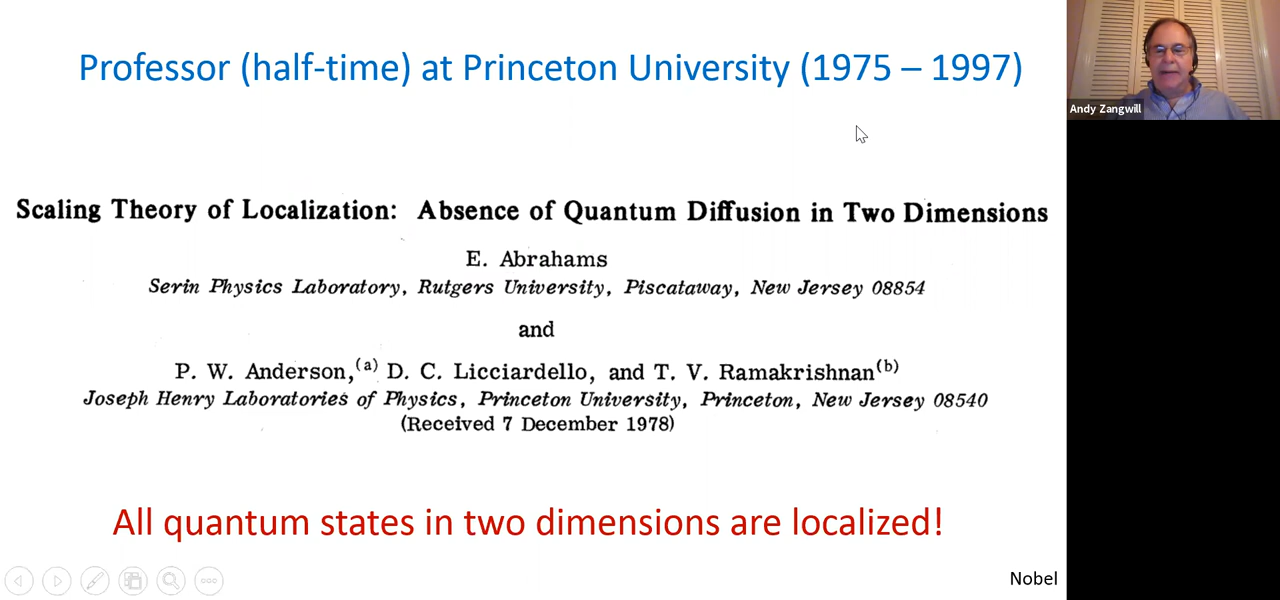 Professor (half-time) at Princeton University (1975 – 1997)
Andy Zangwill
Scaling Theory of Localization: Absence of Quantum Diffusion in Two Dimensions
E. Abrahams
Serin Physics Laboratory, Rutgers University, Piscataway, New Jersey 08854
and
P. W. Anderson,(a) D. C. Licciardello, and T. V. Ramakrishnan(b)
Joseph Henry Laboratories of Physics, Princeton University, Princeton, New Jersey 08540
(Received 7 December 1978)
All quantum states in two dimensions are localized!
Nobel